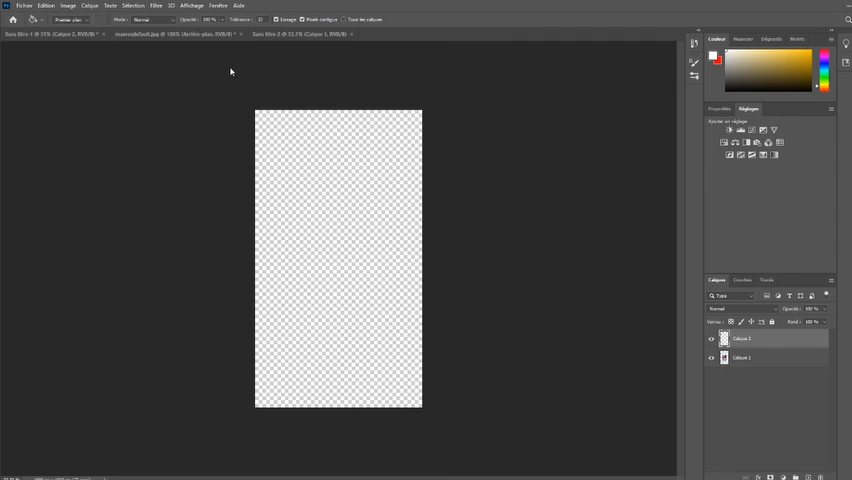 Fichier Edition Image Calque Texte Sélection Filtre 3D Affichage Fenêtre Aide
Premier plan Mode : Normal Opacité : 100 % Tolérance : 32 Lissage Pixels contigus Tous les calques
Sans titre-1 @ 25% (Calque 2, RVB/8) * × maxresdefault.jpg @ 100% (Arrière-plan, RVB/8) * × Sans titre-2 @ 33,3% (Calque 1, RVB/8) ×
Couleur Nuancier Dégradés Motifs
Propriétés Réglages
Ajouter un réglage
Calques Couches Tracés
Type
Normal Opacité : 100 %
Verrou : Fond : 100 %
Calque 2
Calque 1